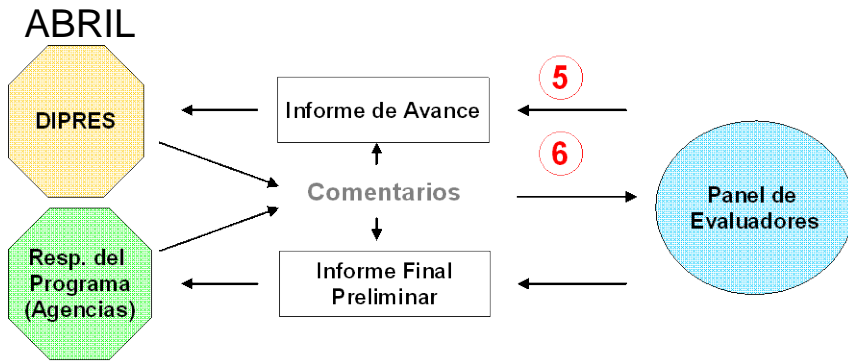 ABRIL
DIPRES
Informe de Avance
5
6
Comentarios
Panel de
Evaluadores
Resp. del
Programa
(Agencias)
Informe Final
Preliminar